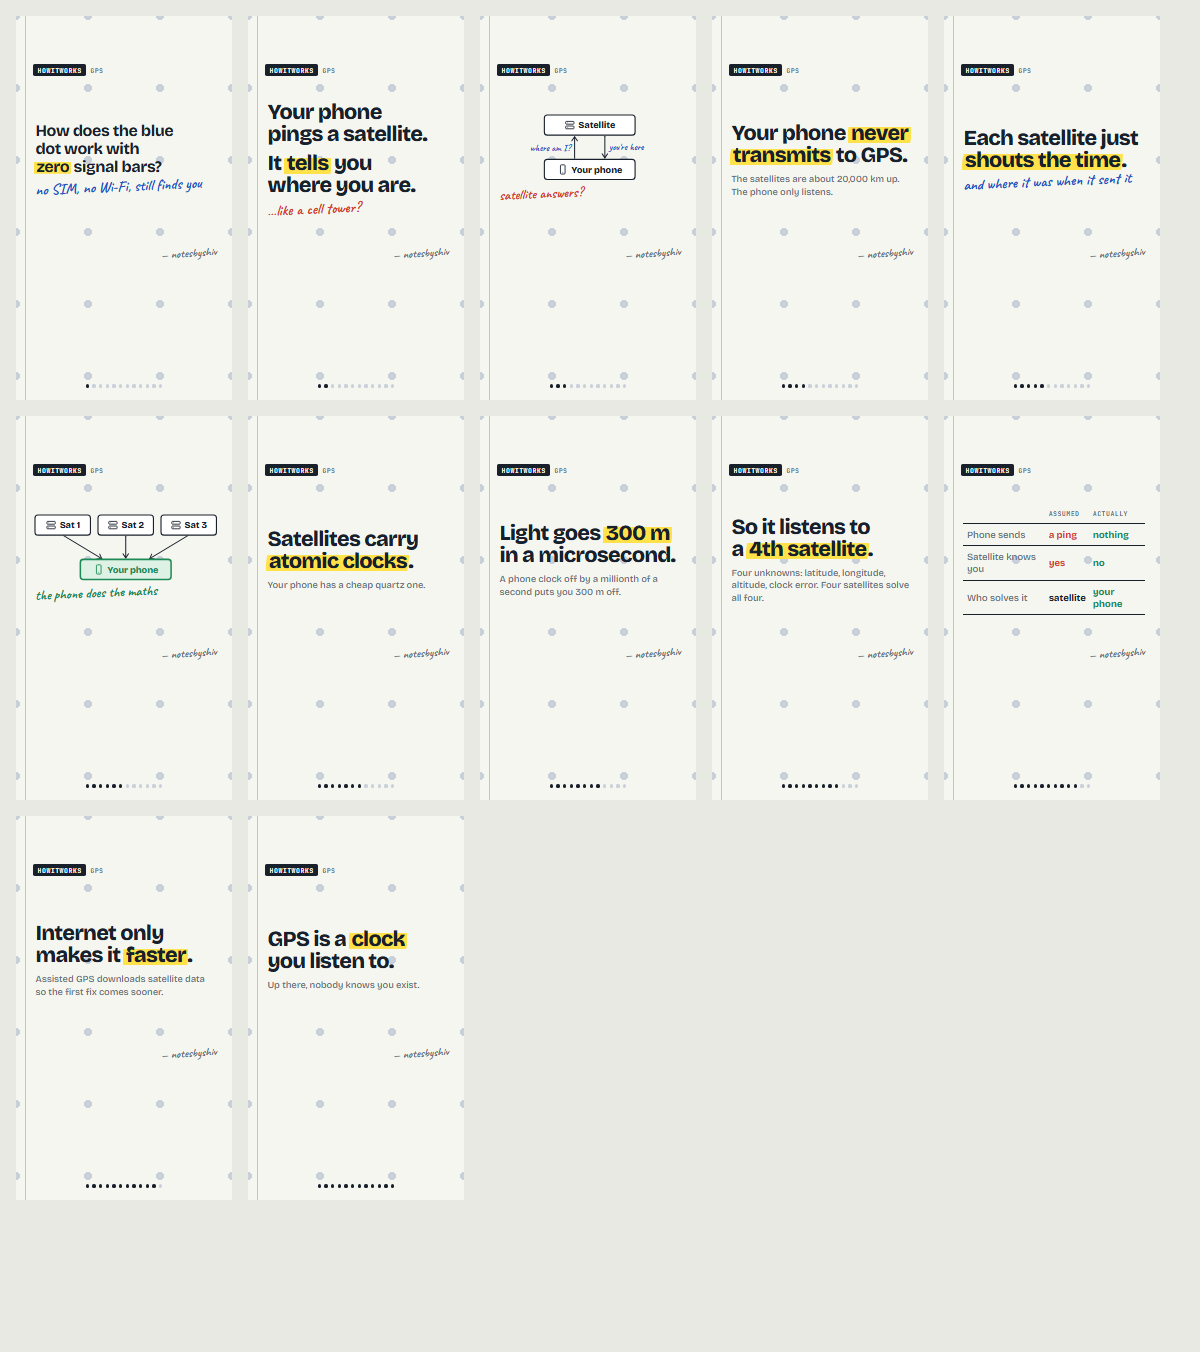 HOWITWORKS GPS
How does the blue
dot work with
zero signal bars?
no SIM, no Wi-Fi, still finds you
— notesbyshiv
HOWITWORKS GPS
Your phone
pings a satellite.
It tells you
where you are.
...like a cell tower?
— notesbyshiv
HOWITWORKS GPS
Satellite
where am I? you're here
Your phone
satellite answers?
— notesbyshiv
HOWITWORKS GPS
Your phone never
transmits to GPS.
The satellites are about 20,000 km up.
The phone only listens.
— notesbyshiv
HOWITWORKS GPS
Each satellite just
shouts the time.
and where it was when it sent it
— notesbyshiv
HOWITWORKS GPS
Sat 1 Sat 2 Sat 3
Your phone
the phone does the maths
— notesbyshiv
HOWITWORKS GPS
Satellites carry
atomic clocks.
Your phone has a cheap quartz one.
— notesbyshiv
HOWITWORKS GPS
Light goes 300 m
in a microsecond.
A phone clock off by a millionth of a
second puts you 300 m off.
— notesbyshiv
HOWITWORKS GPS
So it listens to
a 4th satellite.
Four unknowns: latitude, longitude,
altitude, clock error. Four satellites solve
all four.
— notesbyshiv
HOWITWORKS GPS
ASSUMED ACTUALLY
Phone sends a ping nothing
Satellite knows
you yes no
Who solves it satellite your
phone
— notesbyshiv
HOWITWORKS GPS
Internet only
makes it faster.
Assisted GPS downloads satellite data
so the first fix comes sooner.
— notesbyshiv
HOWITWORKS GPS
GPS is a clock
you listen to.
Up there, nobody knows you exist.
— notesbyshiv